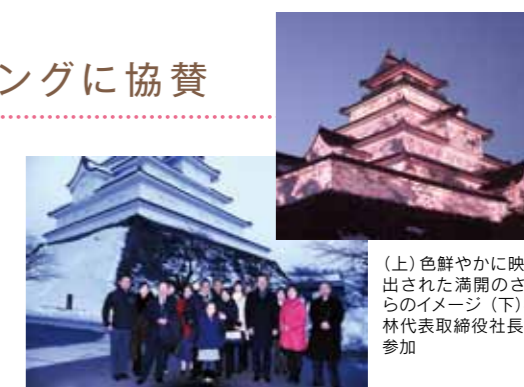 ングに協賛
(上)色鮮やかに映
出された満開のさ
らのイメージ(下)
林代表取締役社長
参加